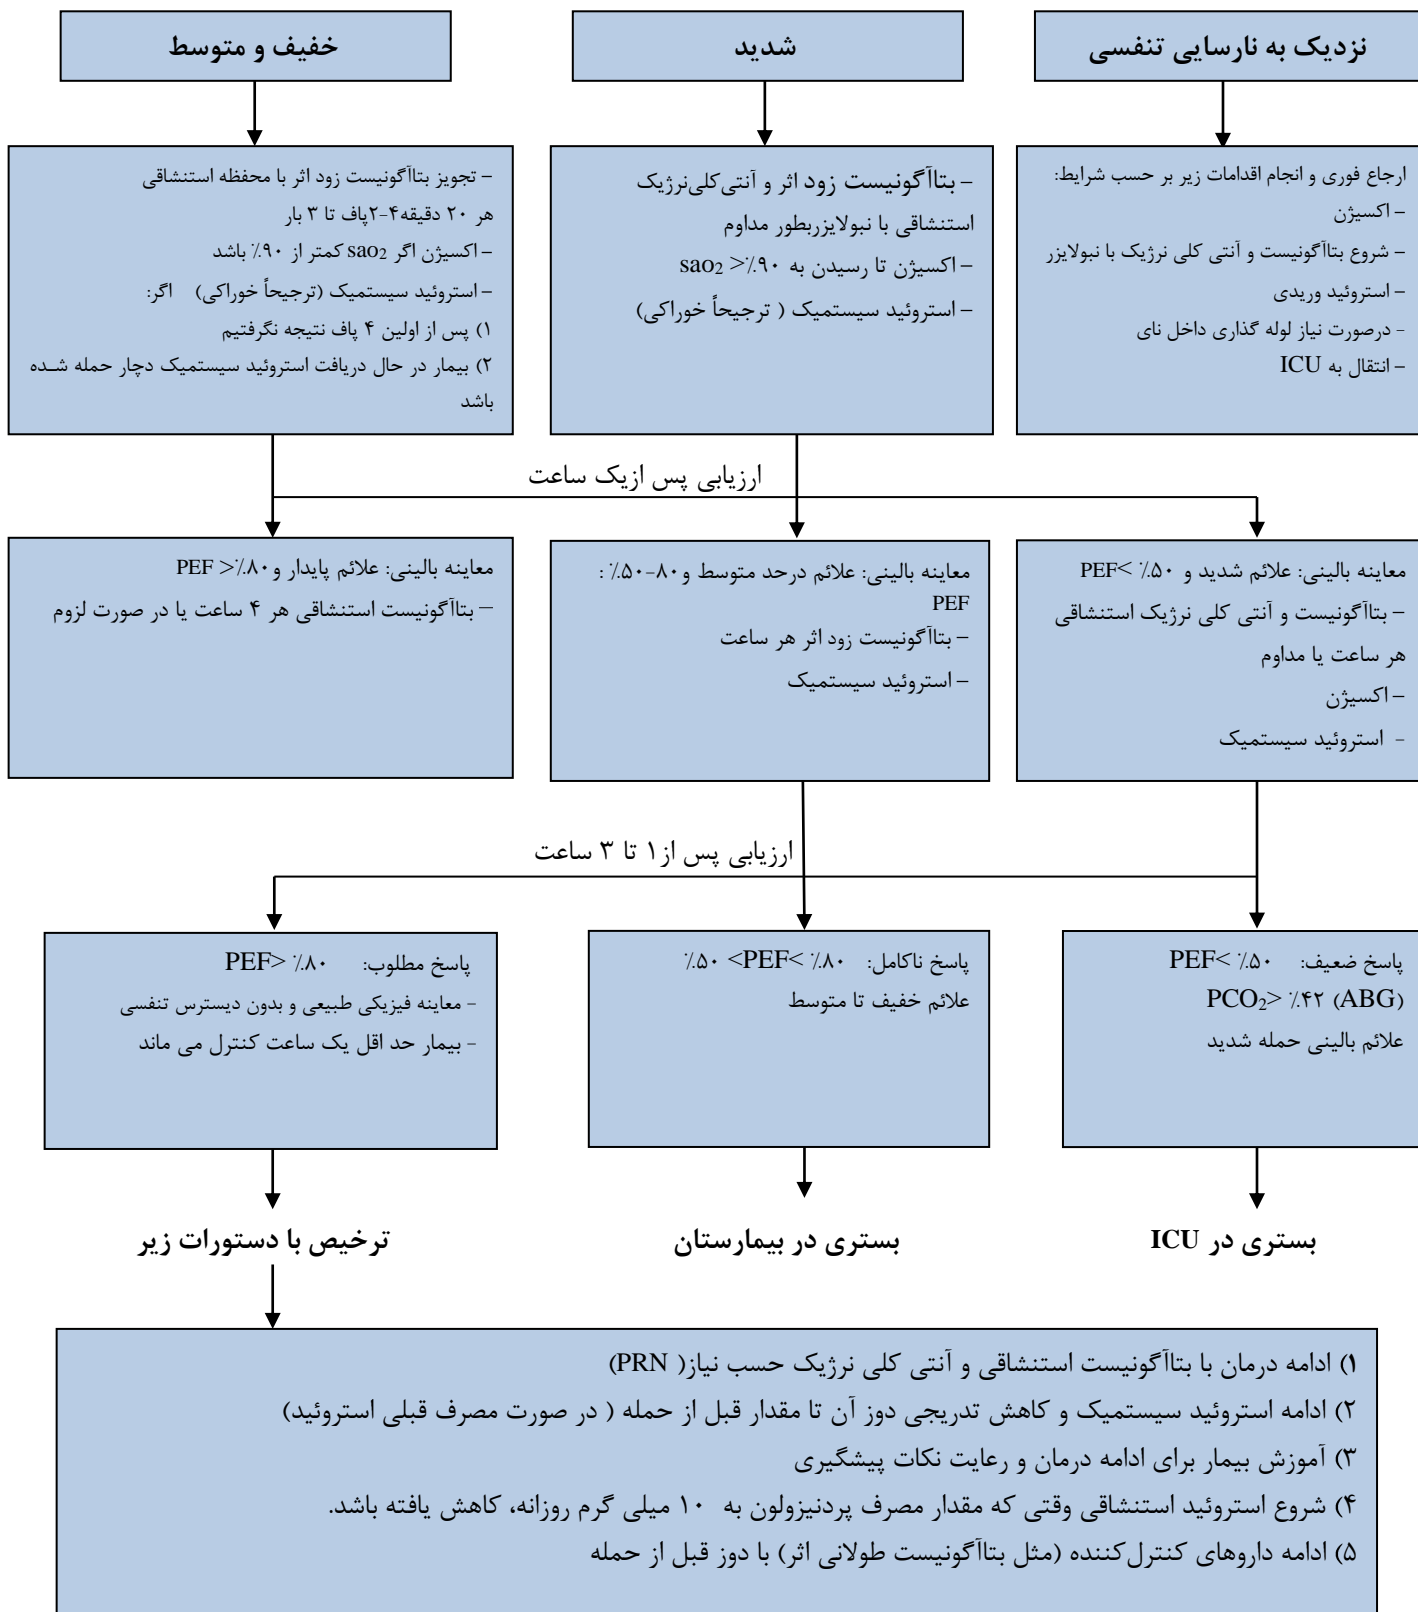 نزدیک به نارسایی تنفسی
شدید
خفیف و متوسط
ارجاع فوری و انجام اقدامات زیر بر حسب شرایط:
– اکسیژن
– شروع بتاآگونیست و آنتی کلی نرژیک با نبولایزر
– استروئید وریدی
- درصورت نیاز لوله گذاری داخل نای
– انتقال به ICU
– بتاآگونیست زود اثر و آنتی‌کلی‌نرژیک
استنشاقی با نبولایزربطور مداوم
– اکسیژن تا رسیدن به ۹۰٪< sao₂
– استروئید سیستمیک ( ترجیحاً خوراکی)
– تجویز بتاآگونیست زود اثر با محفظه استنشاقی
هر ۲۰ دقیقه۴-۲پاف تا ۳ بار
– اکسیژن اگر sao₂ کمتر از ۹۰٪ باشد
– استروئید سیستمیک (ترجیحاً خوراکی) اگر:
۱) پس از اولین ۴ پاف نتیجه نگرفتیم
۲) بیمار در حال دریافت استروئید سیستمیک دچار حمله شده
باشد
ارزیابی پس ازیک ساعت
معاینه بالینی: علائم شدید و ۵۰٪ >PEF
– بتاآگونیست و آنتی کلی نرژیک استنشاقی
هر ساعت یا مداوم
– اکسیژن
- استروئید سیستمیک
معاینه بالینی: علائم درحد متوسط و۸۰-۵۰٪ :
PEF
– بتاآگونیست زود اثر هر ساعت
– استروئید سیستمیک
معاینه بالینی: علائم پایدار و۸۰٪< PEF
– بتاآگونیست استنشاقی هر ۴ ساعت یا در صورت لزوم
ارزیابی پس از۱ تا ۳ ساعت
پاسخ ضعیف: ۵۰٪ >PEF
PCO₂> ٪۴۲ (ABG)
علائم بالینی حمله شدید
پاسخ ناکامل: ۸۰٪ >PEF> ۵۰٪
علائم خفیف تا متوسط
پاسخ مطلوب: ۸۰٪ <PEF
- معاینه فیزیکی طبیعی و بدون دیسترس تنفسی
- بیمار حد اقل یک ساعت کنترل می ماند
بستری در ICU
بستری در بیمارستان
ترخیص با دستورات زیر
۱) ادامه درمان با بتاآگونیست استنشاقی و آنتی کلی نرژیک حسب نیاز( PRN)
۲) ادامه استروئید سیستمیک و کاهش تدریجی دوز آن تا مقدار قبل از حمله ( در صورت مصرف قبلی استروئید)
۳) آموزش بیمار برای ادامه درمان و رعایت نکات پیشگیری
۴) شروع استروئید استنشاقی وقتی که مقدار مصرف پردنیزولون به ۱۰ میلی گرم روزانه، کاهش یافته باشد.
۵) ادامه داروهای کنترل‌کننده (مثل بتاآگونیست طولانی اثر) با دوز قبل از حمله